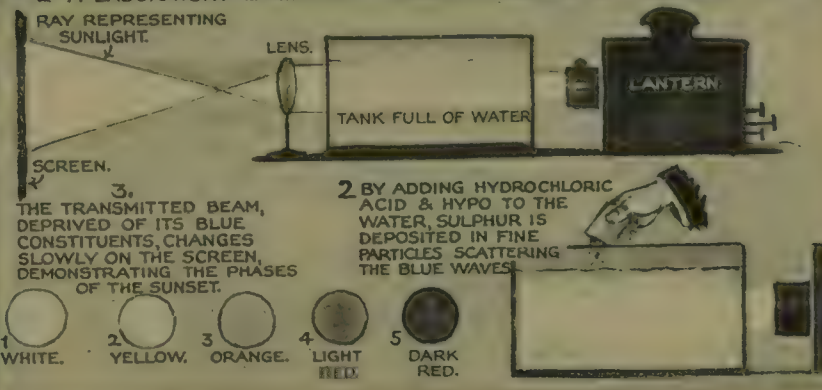 RAY REPRESENTING
SUNLIGHT.
LENS.
LANTERN
TANK FULL OF WATER
SCREEN.
3.
THE TRANSMITTED BEAM,
DEPRIVED OF ITS BLUE
CONSTITUENTS, CHANGES
SLOWLY ON THE SCREEN,
DEMONSTRATING THE PHASES
OF THE SUNSET.
2 BY ADDING HYDROCHLORIC
ACID & HYPO TO THE
WATER, SULPHUR IS
DEPOSITED IN FINE
PARTICLES SCATTERING
THE BLUE WAVES
1 WHITE.
2 YELLOW.
3 ORANGE.
4 LIGHT
RED.
5 DARK
RED.